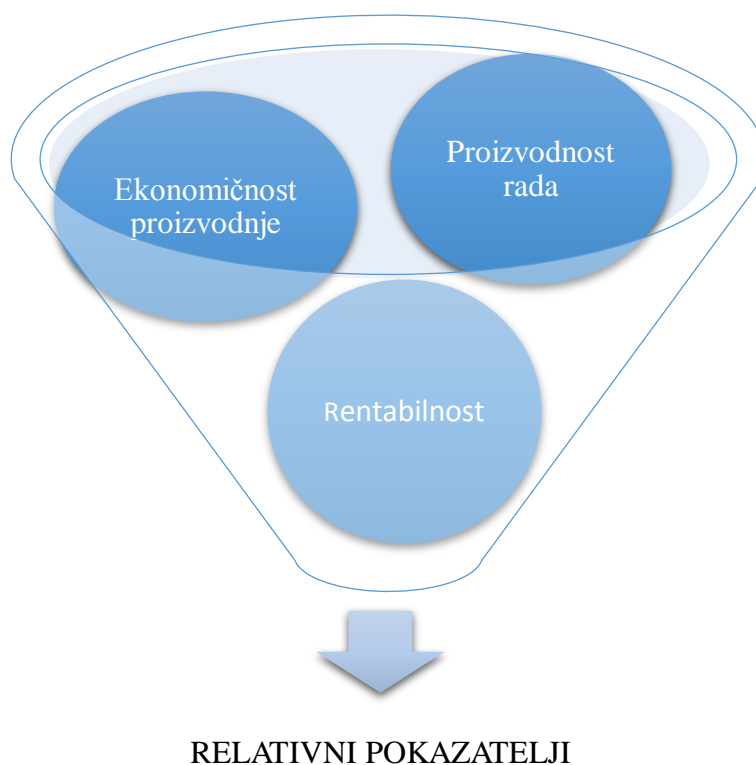 Ekonomičnost
proizvodnje
Proizvodnost
rada
Rentabilnost
RELATIVNI POKAZATELJI